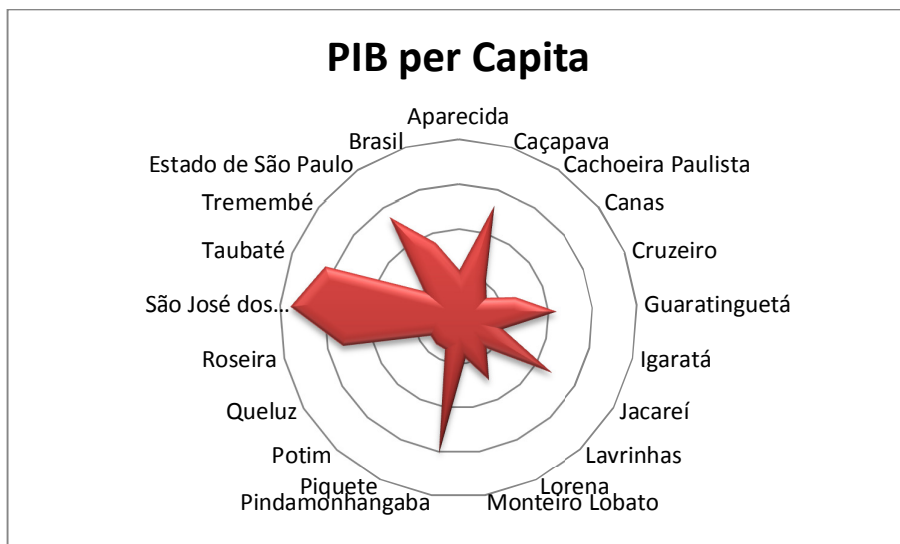 PIB per Capita
Aparecida
Caçapava
Cachoeira Paulista
Canas
Cruzeiro
Guaratinguetá
Igaratá
Jacareí
Lavrinhas
Lorena
Monteiro Lobato
Pindamonhangaba
Piquete
Potim
Queluz
Roseira
São José dos...
Taubaté
Tremembé
Estado de São Paulo
Brasil